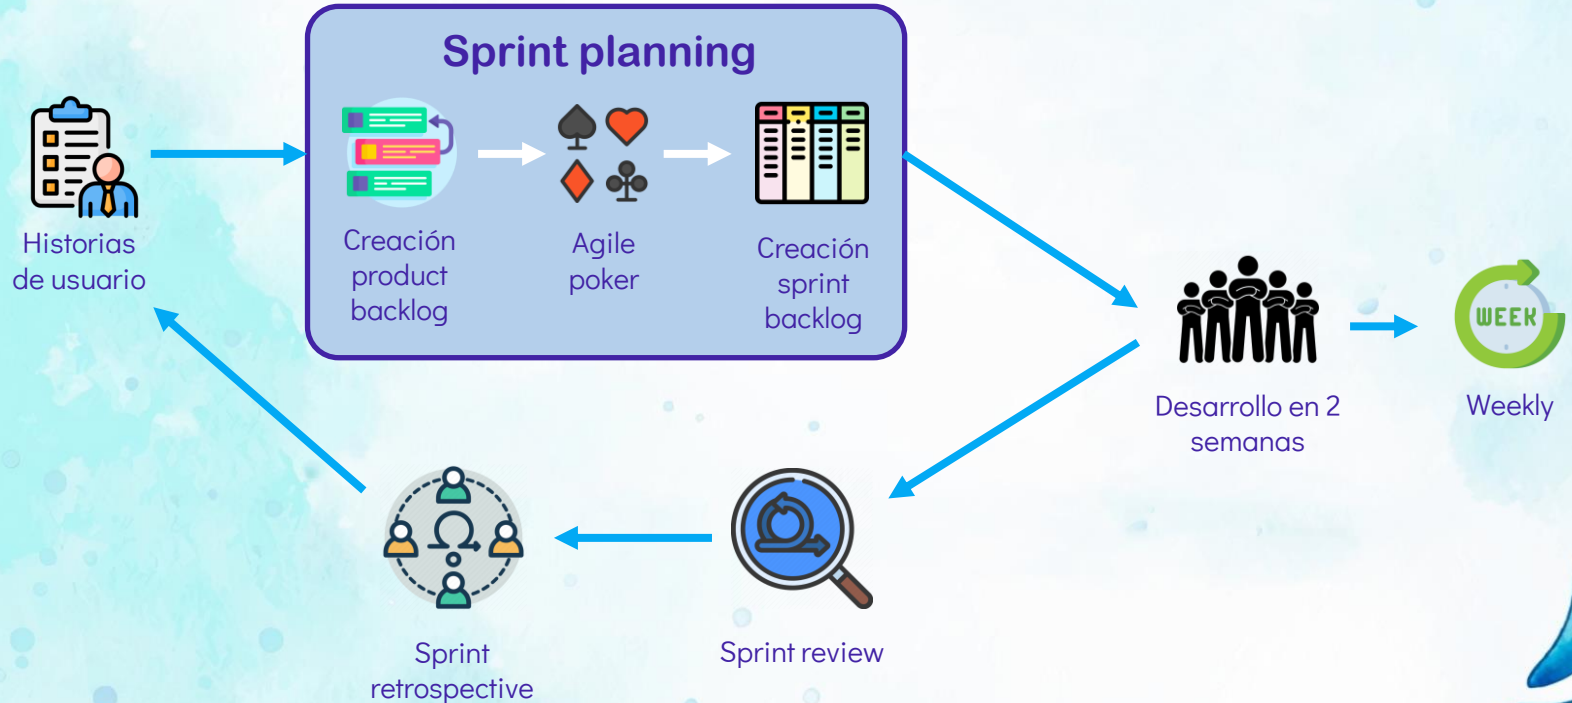 Sprint planning
Historias
de usuario
Creación
product
backlog
Agile
poker
Creación
sprint
backlog
Desarrollo en 2
semanas
WEEK
Weekly
Sprint review
Sprint
retrospective